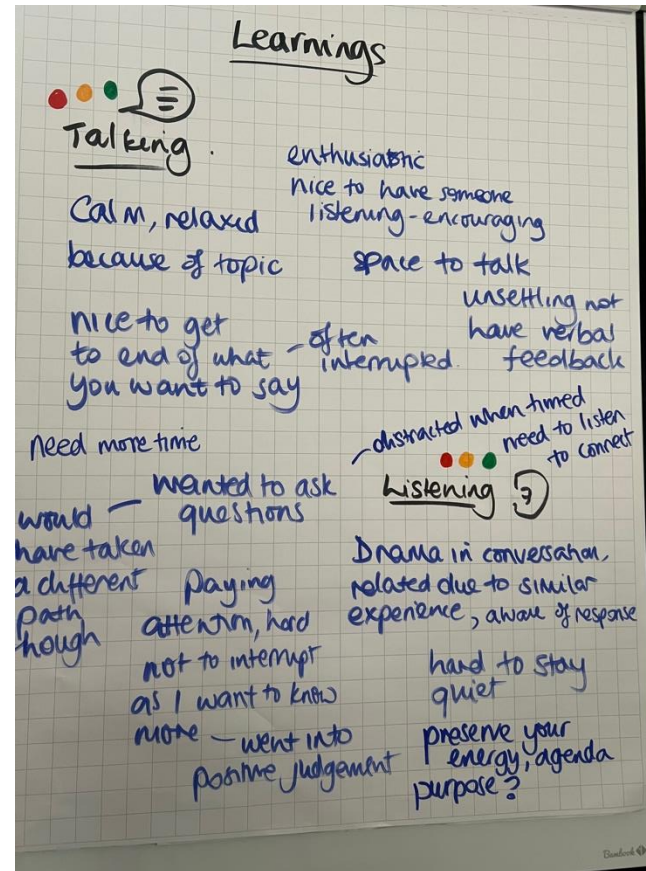 Learnings
Talking.
enthusiastic
nice to have someone
listening - encouraging
Calm, relaxed
because of topic
space to talk
unsettling not
have verbal
feedback
nice to get
to end of what
you want to say
- often
interrupted.
need more time
- distracted when timed
need to listen
to connect
Listening
wanted to ask
questions
- would
have taken
a different
path
though
paying
attention, hard
not to interrupt
as I want to know
more - went into
positive judgement
Drama in conversation,
related due to similar
experience, aware of response
hard to stay
quiet
preserve your
energy, agenda
purpose?
Bambook